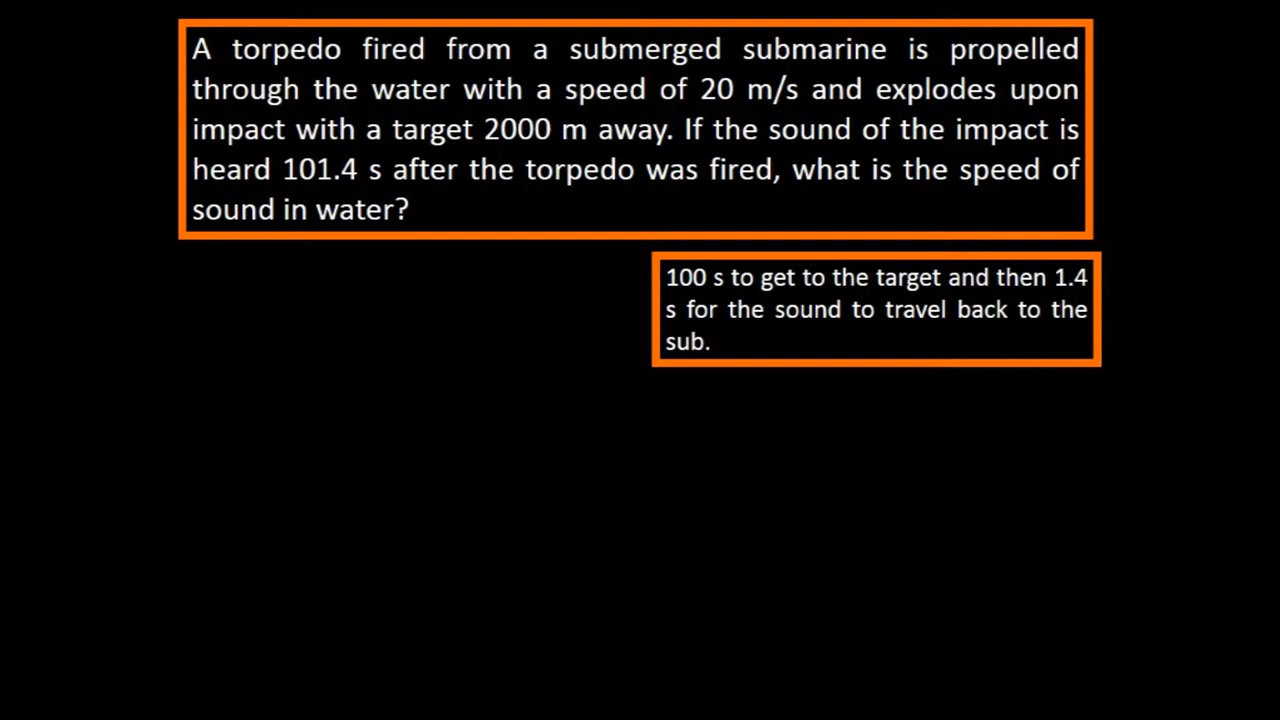 A torpedo fired from a submerged submarine is propelled
through the water with a speed of 20 m/s and explodes upon
impact with a target 2000 m away. If the sound of the impact is
heard 101.4 s after the torpedo was fired, what is the speed of
sound in water?
100 s to get to the target and then 1.4
s for the sound to travel back to the
sub.